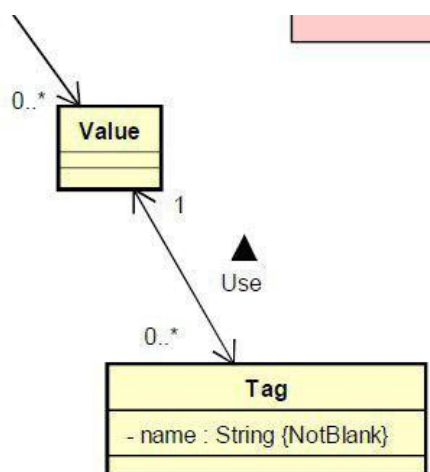 0..*
Value
1
Use
0..*
Tag
- name : String {NotBlank}